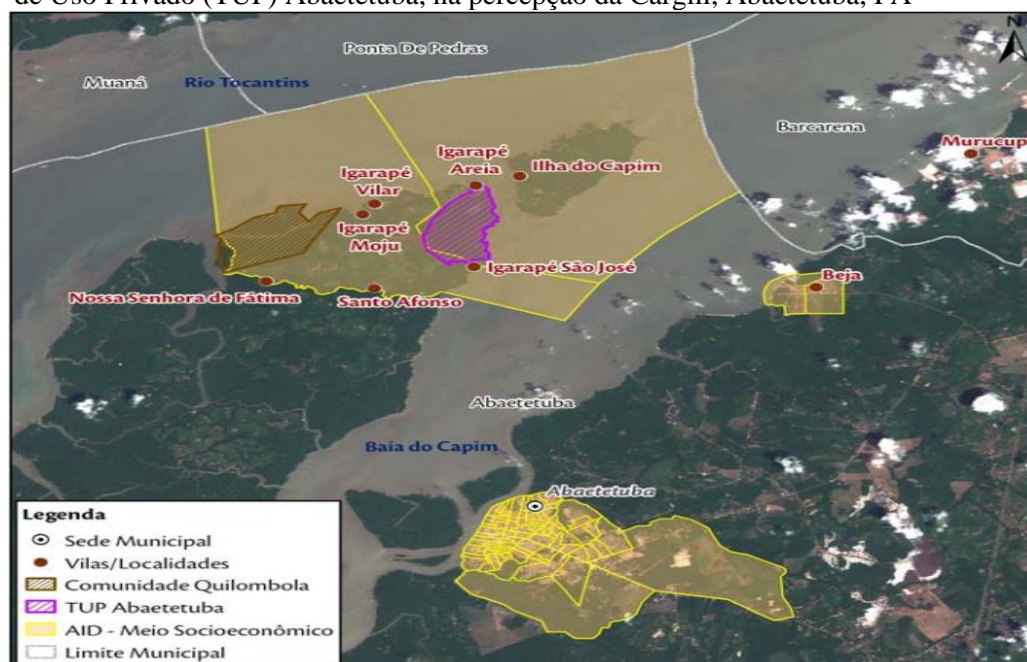 de Uso Privado (TUP) Abaetetuba, na percepção da Cargill, Abaetetuba, PA
N
Ponta De Pedras
Muaná
Rio Tocantins
Barcarena
Murucup
Igarapé
Areia
Ilha do Capim
Igarapé
Vilar
Igarapé
Moju
Igarapé São José
Beja
Nossa Senhora de Fátima
Santo Afonso
Abaetetuba
Baía do Capim
Abaetetuba
Legenda
Sede Municipal
Vilas/Localidades
Comunidade Quilombola
TUP Abaetetuba
AID - Meio Socioeconômico
Limite Municipal